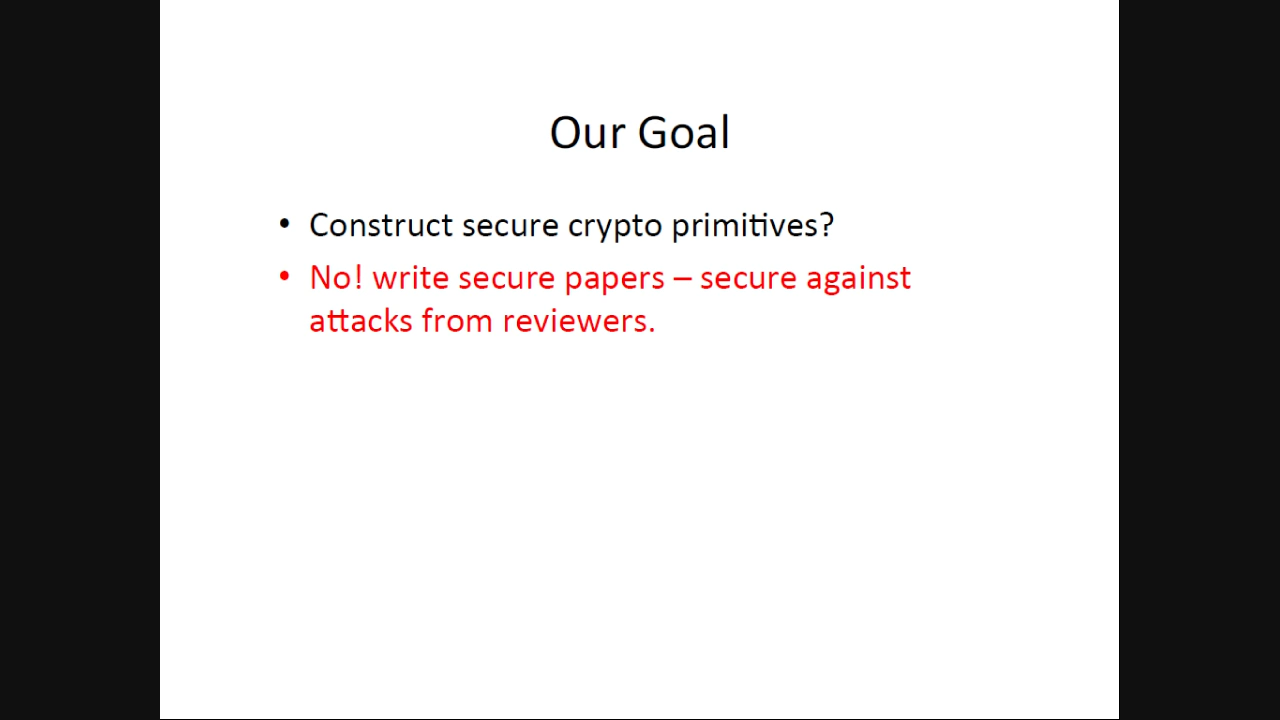 Our Goal
• Construct secure crypto primitives?
• No! write secure papers – secure against
attacks from reviewers.